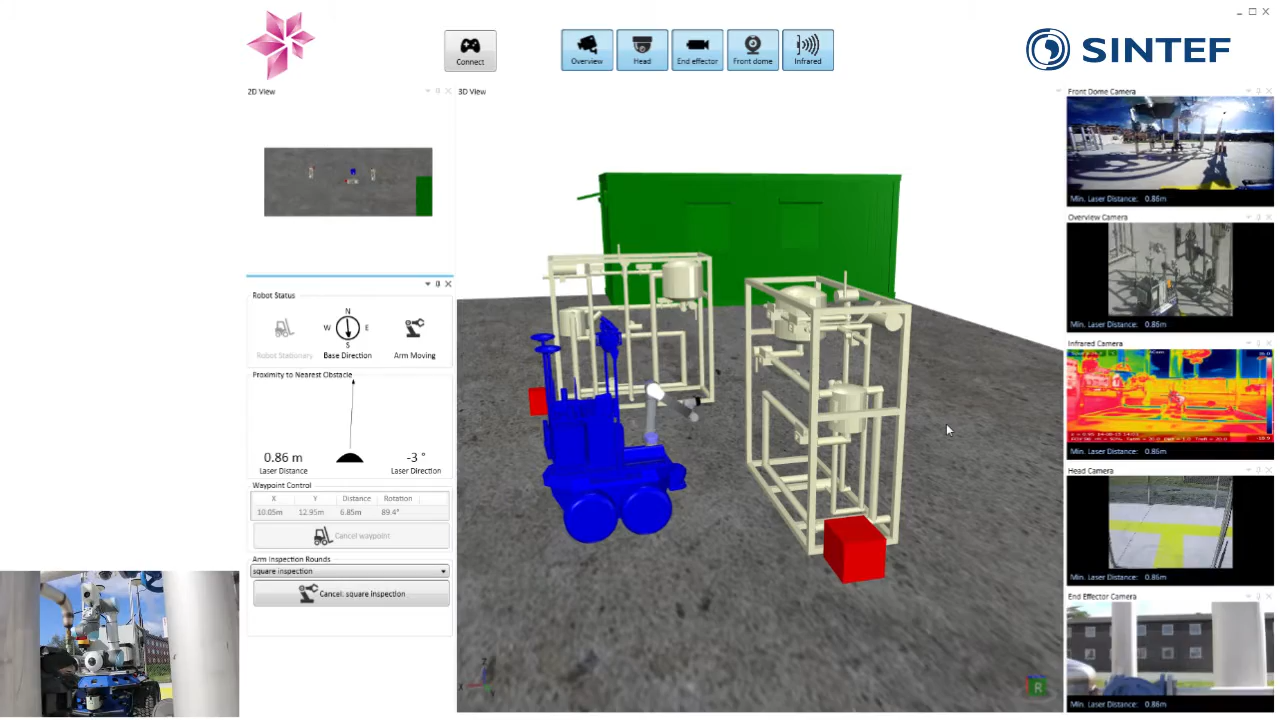 SINTEF
Connect
Overview
Head
End effector
Front dome
Infrared
2D View
3D View
Robot Status
N
W
E
S
Robot Stationary
Base Direction
Arm Moving
Proximity to Nearest Obstacle
0.86 m
-3 °
Laser Distance
Laser Direction
Waypoint Control
X Y Distance Rotation
10.05m 12.95m 6.85m 89.4°
Cancel waypoint
Arm Inspection Rounds
square inspection
Cancel: square inspection
Z
X
Y
R
Front Dome Camera
Min. Laser Distance: 0.86m
Overview Camera
Min. Laser Distance: 0.86m
Infrared Camera
Min. Laser Distance: 0.86m
Head Camera
Min. Laser Distance: 0.86m
End Effector Camera
Min. Laser Distance: 0.86m